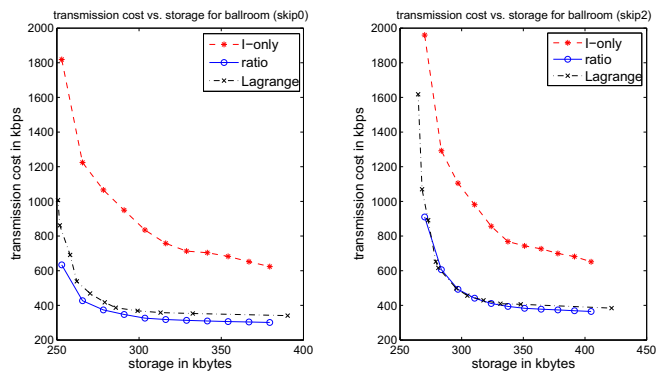 transmission cost vs. storage for ballroom (skip0)
2000
1800
1600
1400
1200
1000
800
600
400
200
transmission cost in kbps
I-only
ratio
Lagrange
250
300
350
400
storage in kbytes
transmission cost vs. storage for ballroom (skip2)
2000
1800
1600
1400
1200
1000
800
600
400
200
transmission cost in kbps
I-only
ratio
Lagrange
250
300
350
400
450
storage in kbytes